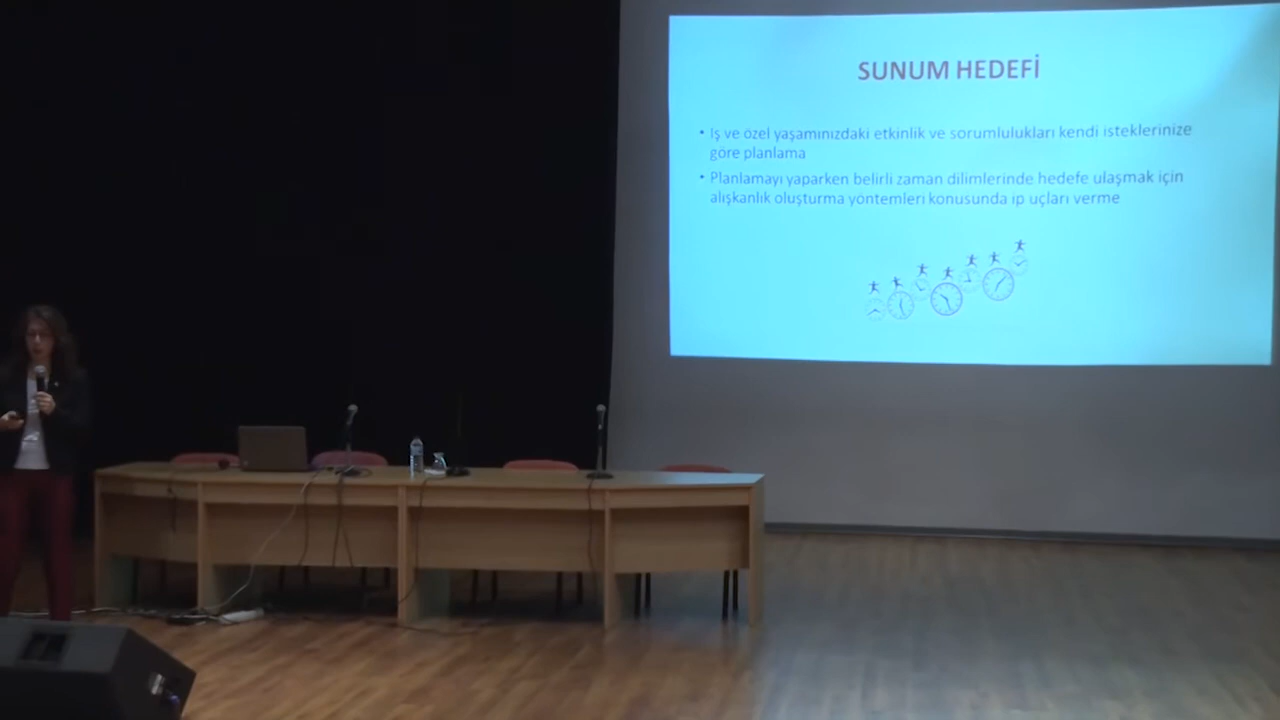 SUNUM HEDEFİ
• İş ve özel yaşamınızdaki etkinlik ve sorumlulukları kendi isteklerinize
göre planlama
• Planlamayı yaparken belirli zaman dilimlerinde hedefe ulaşmak için
alışkanlık oluşturma yöntemleri konusunda ip uçları verme